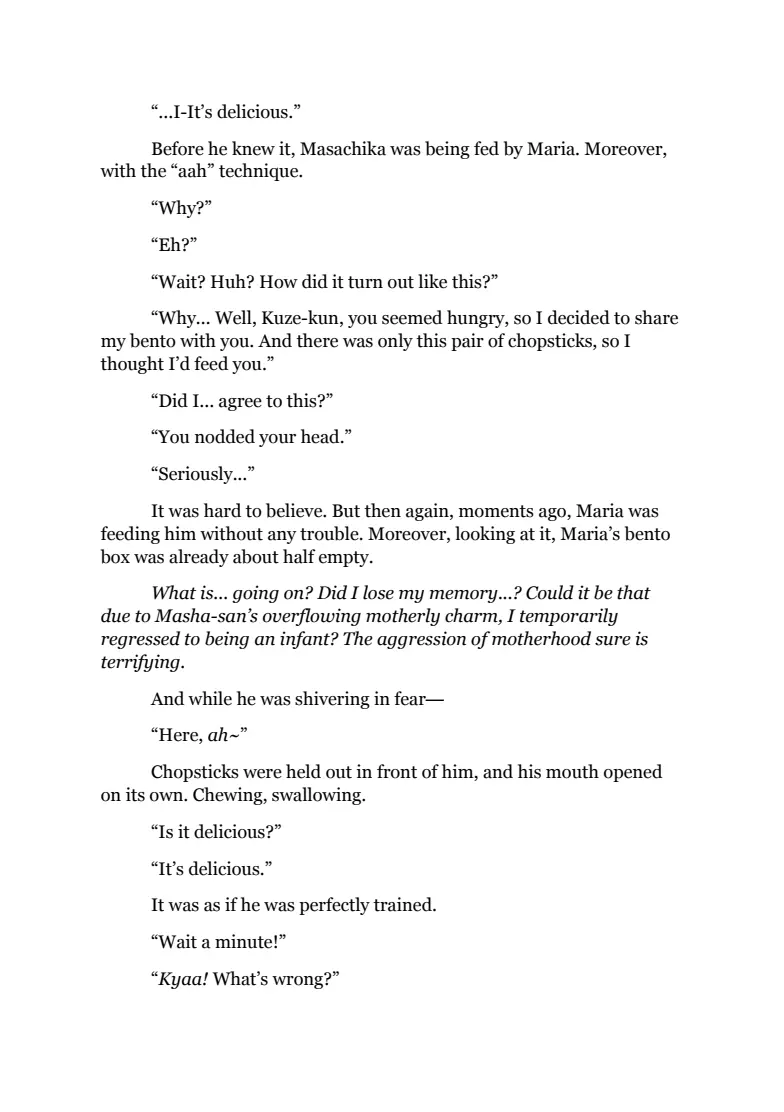 “...I-It’s delicious.”
Before he knew it, Masachika was being fed by Maria. Moreover,
with the “aah” technique.
“Why?”
“Eh?”
“Wait? Huh? How did it turn out like this?”
“Why... Well, Kuze-kun, you seemed hungry, so I decided to share
my bento with you. And there was only this pair of chopsticks, so I
thought I’d feed you.”
“Did I... agree to this?”
“You nodded your head.”
“Seriously...”
It was hard to believe. But then again, moments ago, Maria was
feeding him without any trouble. Moreover, looking at it, Maria’s bento
box was already about half empty.
What is... going on? Did I lose my memory...? Could it be that
due to Masha-san’s overflowing motherly charm, I temporarily
regressed to being an infant? The aggression of motherhood sure is
terrifying.
And while he was shivering in fear—
“Here, ah~”
Chopsticks were held out in front of him, and his mouth opened
on its own. Chewing, swallowing.
“Is it delicious?”
“It’s delicious.”
It was as if he was perfectly trained.
“Wait a minute!”
“Kyaa! What’s wrong?”